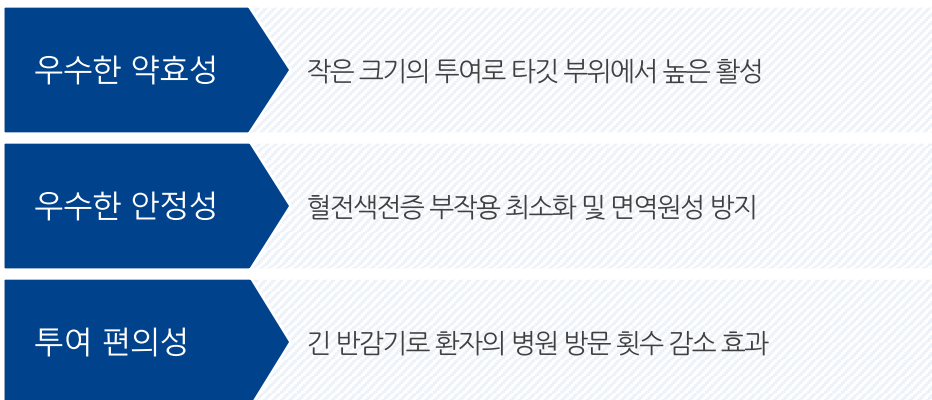 우수한 약효성
작은 크기의 투여로 타깃 부위에서 높은 활성
우수한 안정성
혈전색전증 부작용 최소화 및 면역원성 방지
투여 편의성
긴 반감기로 환자의 병원 방문 횟수 감소 효과